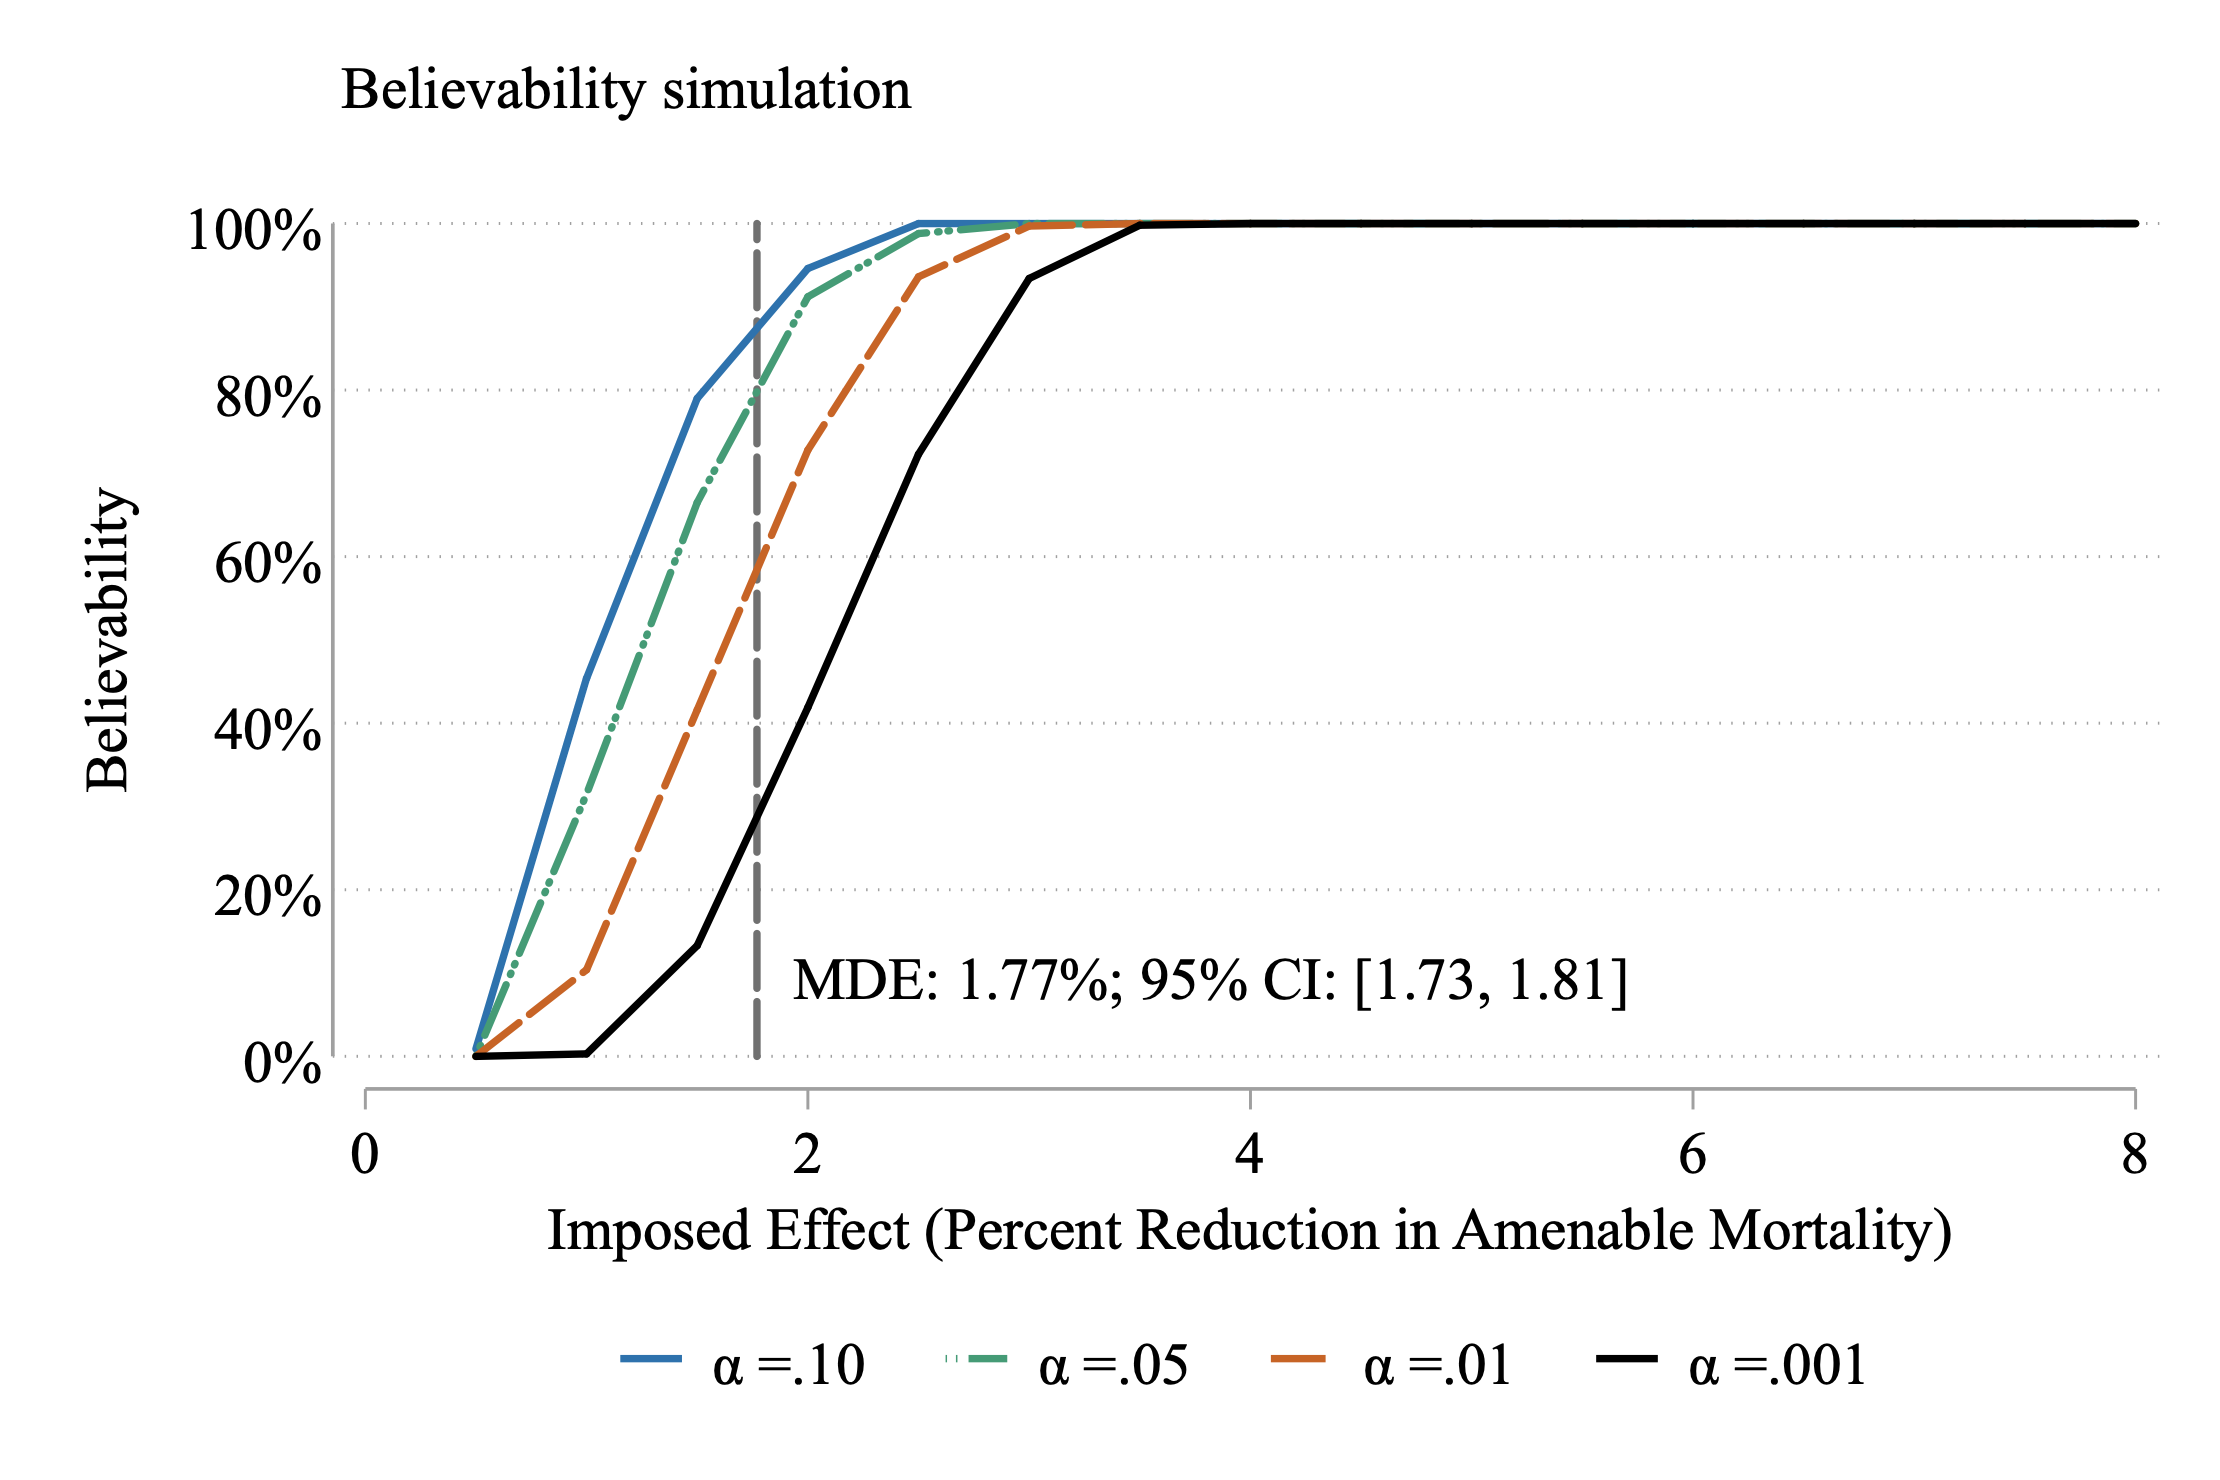 Believability simulation
100%
80%
60%
40%
20%
0%
Believability
MDE: 1.77%; 95% CI: [1.73, 1.81]
0 2 4 6 8
Imposed Effect (Percent Reduction in Amenable Mortality)
α =.10 α =.05 α =.01 α =.001